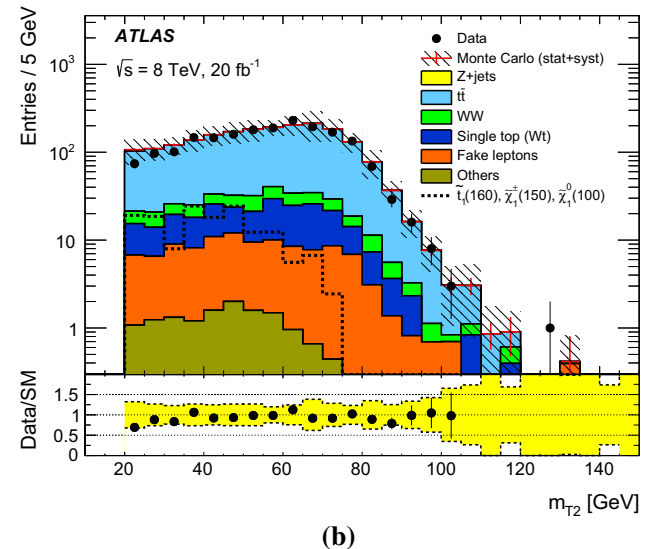 ATLAS
√s = 8 TeV, 20 fb⁻¹
Data
Monte Carlo (stat+syst)
Z+jets
tt̄
WW
Single top (Wt)
Fake leptons
Others
t̃₁(160), χ̃₁±(150), χ̃₁⁰(100)
Entries / 5 GeV
10³
10²
10
1
Data/SM
1.5
1
0.5
0
20 40 60 80 100 120 140
m_T2 [GeV]
(b)